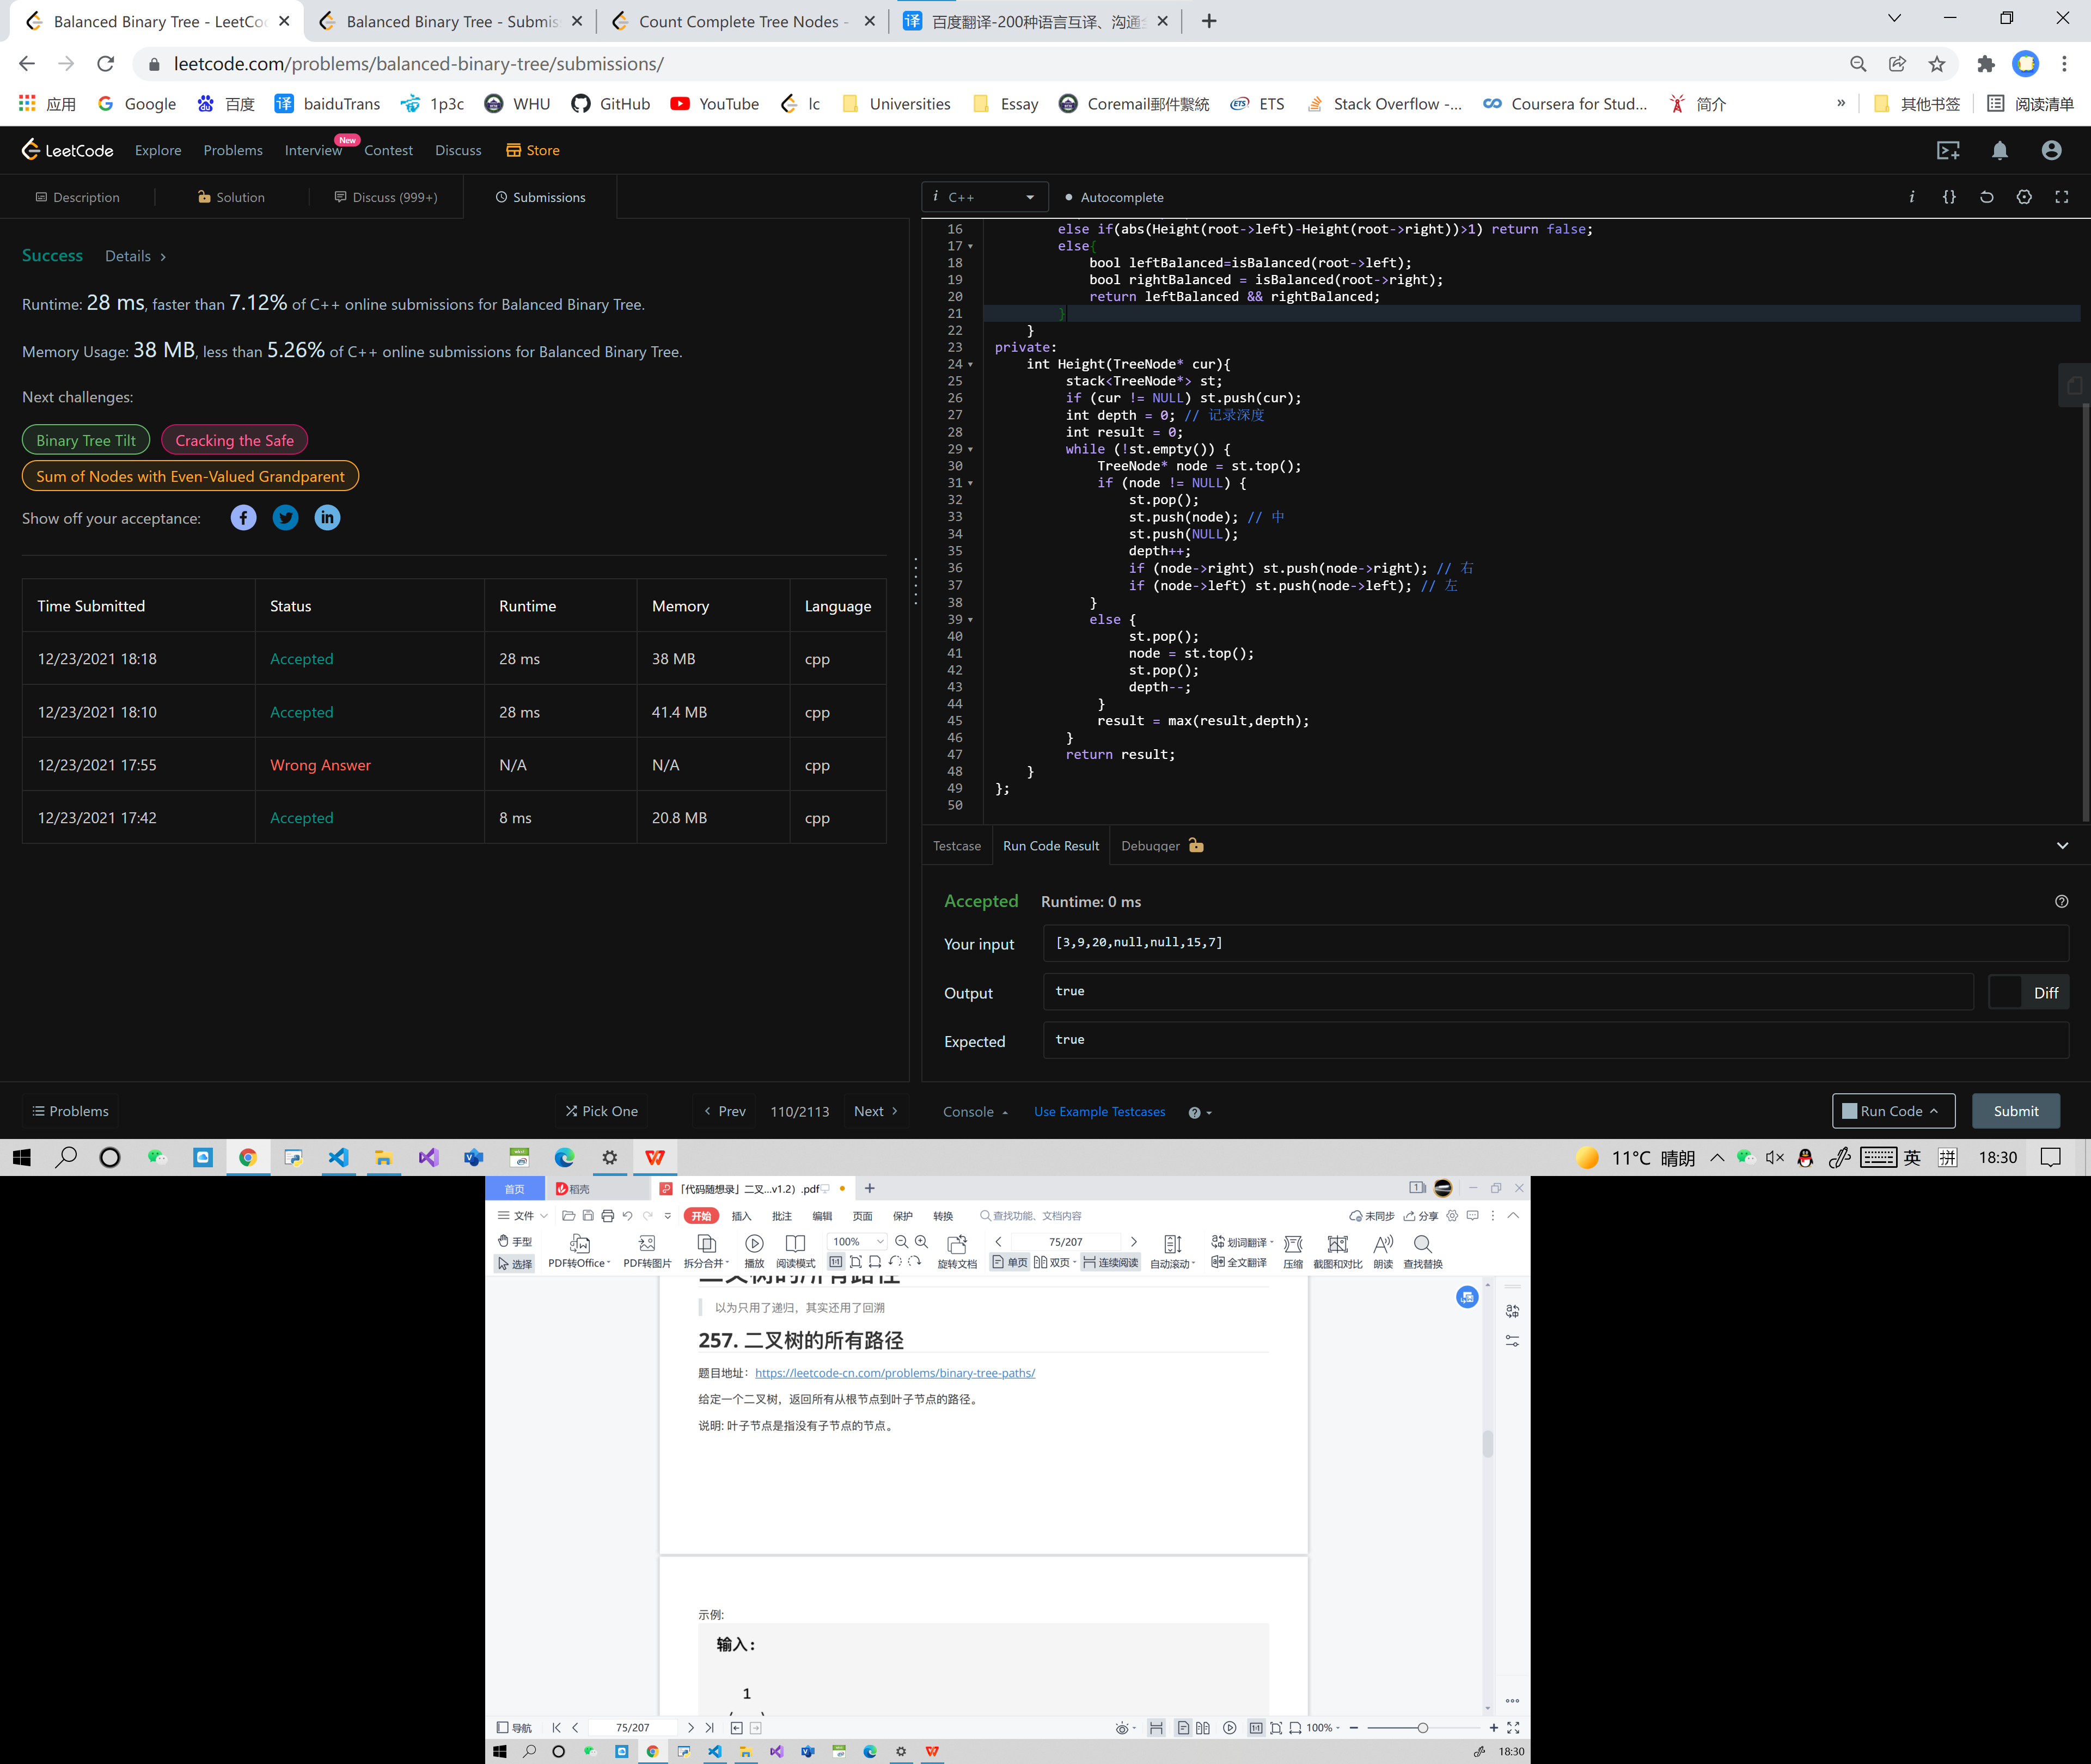 Balanced Binary Tree - LeetCo
Balanced Binary Tree - Submis
Count Complete Tree Nodes -
译 百度翻译-200种语言互译、沟通
leetcode.com/problems/balanced-binary-tree/submissions/
应用 Google 百度 译 baiduTrans 1p3c WHU GitHub YouTube lc Universities Essay Coremail郵件繫統 ETS Stack Overflow -... Coursera for Stud... 简介 » 其他书签 阅读清单
LeetCode Explore Problems Interview New Contest Discuss Store
Description Solution Discuss (999+) Submissions
i C++ Autocomplete
Success Details >
Runtime: 28 ms, faster than 7.12% of C++ online submissions for Balanced Binary Tree.
Memory Usage: 38 MB, less than 5.26% of C++ online submissions for Balanced Binary Tree.
Next challenges:
Binary Tree Tilt Cracking the Safe
Sum of Nodes with Even-Valued Grandparent
Show off your acceptance:
Time Submitted Status Runtime Memory Language
12/23/2021 18:18 Accepted 28 ms 38 MB cpp
12/23/2021 18:10 Accepted 28 ms 41.4 MB cpp
12/23/2021 17:55 Wrong Answer N/A N/A cpp
12/23/2021 17:42 Accepted 8 ms 20.8 MB cpp
16 else if(abs(Height(root->left)-Height(root->right))>1) return false;
17 else{
18 bool leftBalanced=isBalanced(root->left);
19 bool rightBalanced = isBalanced(root->right);
20 return leftBalanced && rightBalanced;
21 }
22 }
23 private:
24 int Height(TreeNode* cur){
25 stack<TreeNode*> st;
26 if (cur != NULL) st.push(cur);
27 int depth = 0; // 记录深度
28 int result = 0;
29 while (!st.empty()) {
30 TreeNode* node = st.top();
31 if (node != NULL) {
32 st.pop();
33 st.push(node); // 中
34 st.push(NULL);
35 depth++;
36 if (node->right) st.push(node->right); // 右
37 if (node->left) st.push(node->left); // 左
38 }
39 else {
40 st.pop();
41 node = st.top();
42 st.pop();
43 depth--;
44 }
45 result = max(result,depth);
46 }
47 return result;
48 }
49 };
50
Testcase Run Code Result Debugger
Accepted Runtime: 0 ms
Your input [3,9,20,null,null,15,7]
Output true Diff
Expected true
Problems Pick One < Prev 110/2113 Next >
Console Use Example Testcases Run Code Submit
11°C 晴朗 英 拼 18:30
首页 稻壳 「代码随想录」二叉...v1.2）.pdf
文件 开始 插入 批注 编辑 页面 保护 转换 查找功能、文档内容 未同步 分享
手型 选择 PDF转Office PDF转图片 拆分合并 播放 阅读模式 100% 旋转文档 75/207 单页 双页 连续阅读 自动滚动 划词翻译 全文翻译 压缩 截图和对比 朗读 查找替换
二叉树的所有路径
以为只用了递归，其实还用了回溯
257. 二叉树的所有路径
题目地址：https://leetcode-cn.com/problems/binary-tree-paths/
给定一个二叉树，返回所有从根节点到叶子节点的路径。
说明: 叶子节点是指没有子节点的节点。
示例:
输入:
1
导航 75/207 100%
18:30